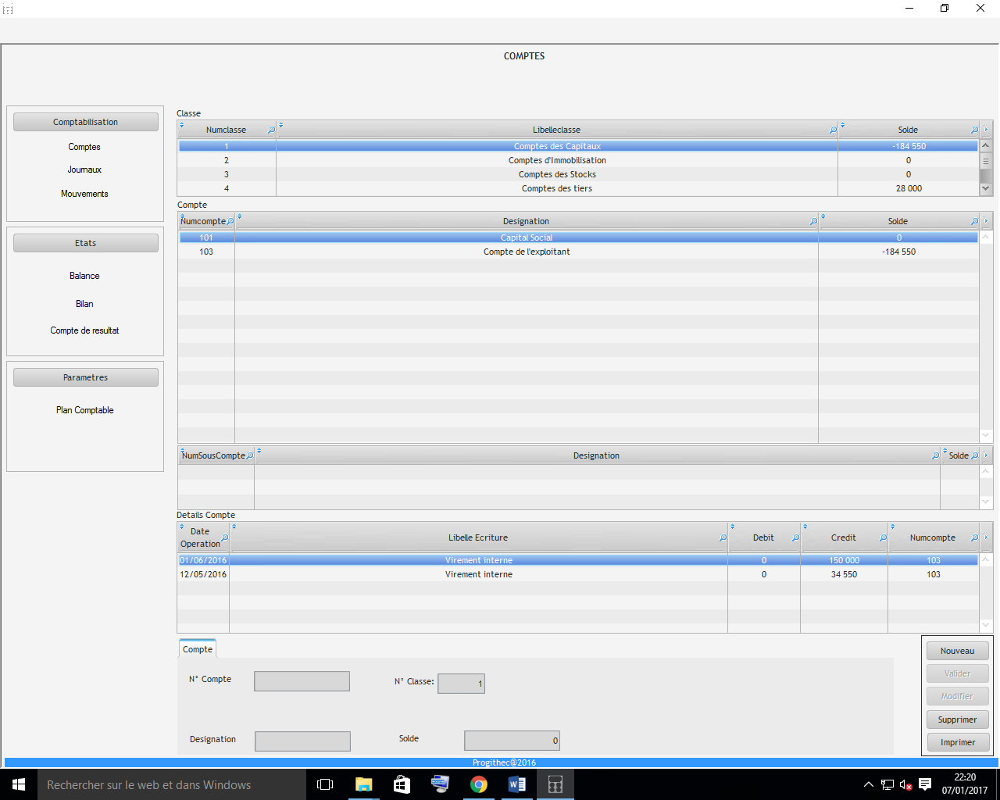 COMPTES
Comptabilisation
Comptes
Journaux
Mouvements
Etats
Balance
Bilan
Compte de resultat
Parametres
Plan Comptable
Classe
Numclasse Libelleclasse Solde
1 Comptes des Capitaux -184 550
2 Comptes d'Immobilisation 0
3 Comptes des Stocks 0
4 Comptes des tiers 28 000
Compte
Numcompte Designation Solde
101 Capital Social 0
103 Compte de l'exploitant -184 550
NumSousCompte Designation Solde
Details Compte
Date Operation Libelle Ecriture Debit Credit Numcompte
01/06/2016 Virement interne 0 150 000 103
12/05/2016 Virement interne 0 34 550 103
Compte
N° Compte N° Classe: 1
Designation Solde 0
Nouveau
Valider
Modifier
Supprimer
Imprimer
Progithec@2016
Rechercher sur le web et dans Windows
22:20
07/01/2017